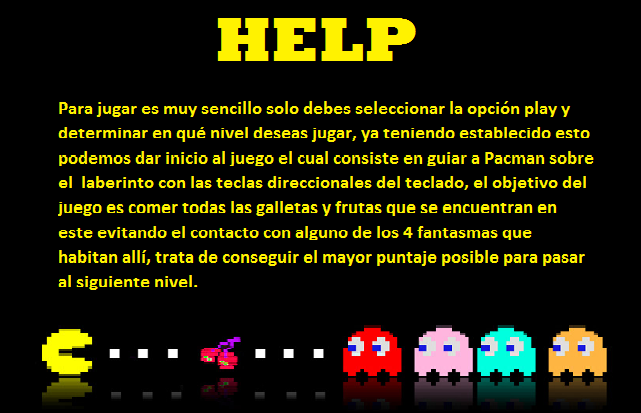 HELP
Para jugar es muy sencillo solo debes seleccionar la opción play y
determinar en qué nivel deseas jugar, ya teniendo establecido esto
podemos dar inicio al juego el cual consiste en guiar a Pacman sobre
el  laberinto con las teclas direccionales del teclado, el objetivo del
juego es comer todas las galletas y frutas que se encuentran en
este evitando el contacto con alguno de los 4 fantasmas que
habitan allí, trata de conseguir el mayor puntaje posible para pasar
al siguiente nivel.